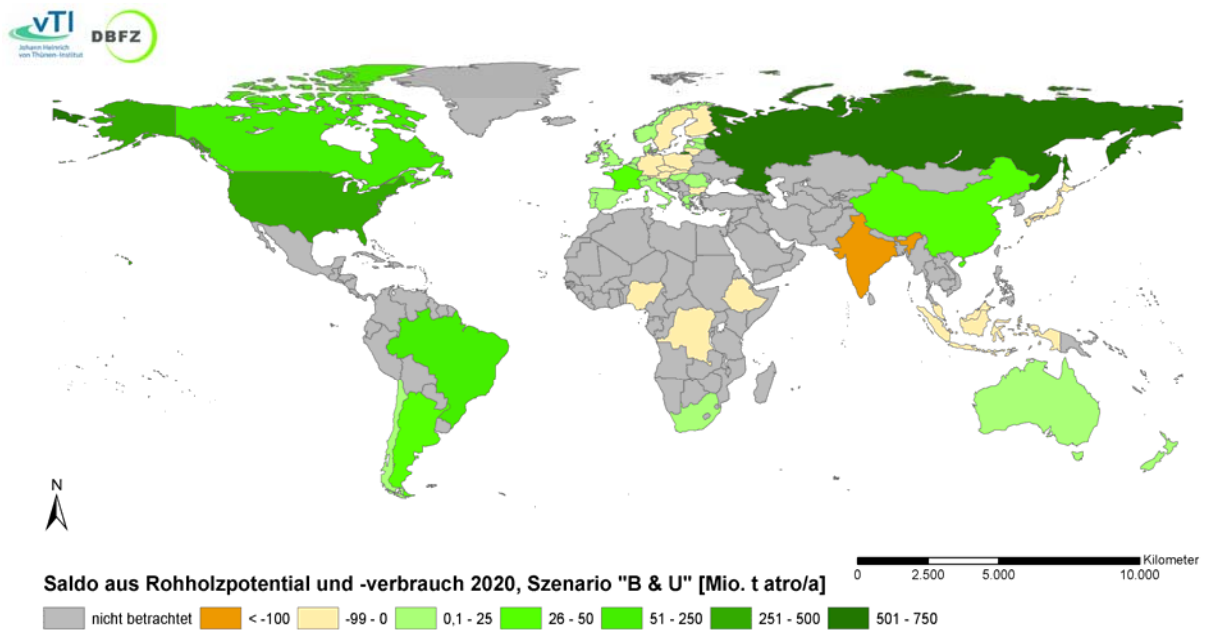 vTI
Johann Heinrich
von Thünen-Institut
DBFZ
N
Kilometer
0 2.500 5.000 10.000
Saldo aus Rohholzpotential und -verbrauch 2020, Szenario "B & U" [Mio. t atro/a]
nicht betrachtet < -100 -99 - 0 0,1 - 25 26 - 50 51 - 250 251 - 500 501 - 750